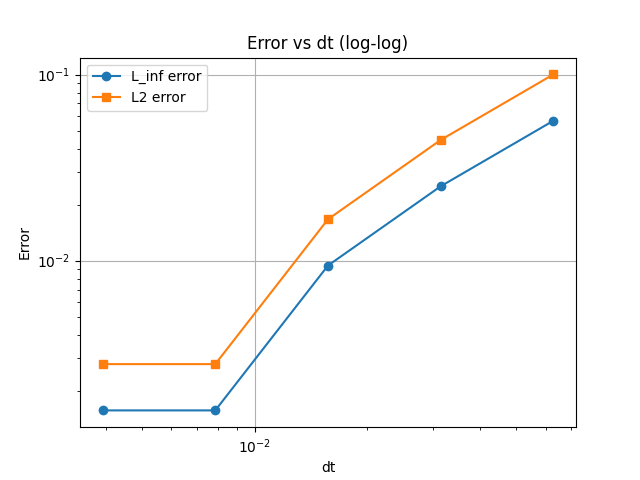 Error vs dt (log-log)
L_inf error
L2 error
10⁻¹
10⁻²
Error
10⁻²
dt